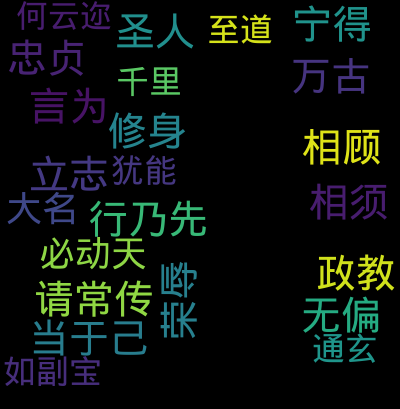 何云迩
圣人
至道
宁得
忠贞
千里
万古
言为
修身
相顾
立志
犹能
大名
行乃先
相须
必动天
政教
请常传
荣辱
无偏
当于己
通玄
如副宝